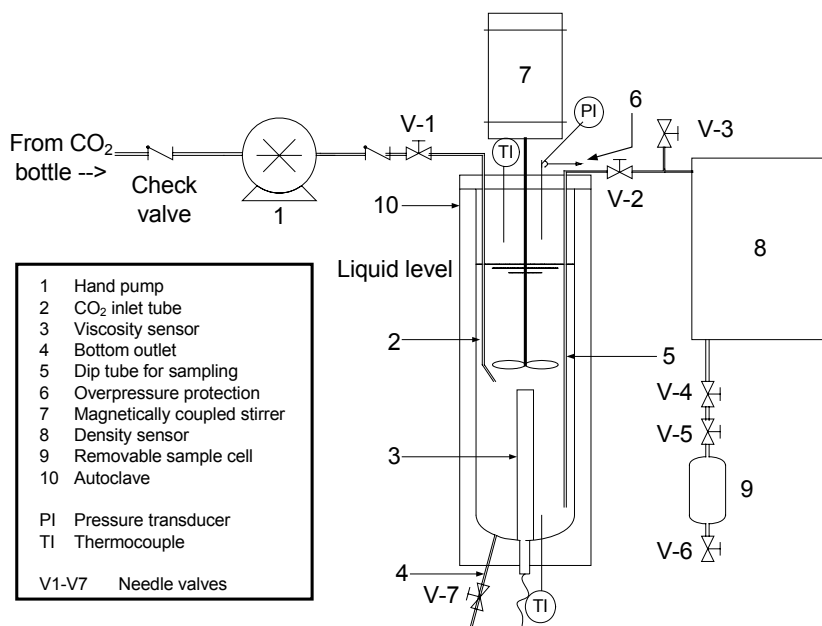 7
6
PI
V-1
V-3
From CO₂
bottle -->
TI
Check
valve
1
V-2
10
8
Liquid level
1 Hand pump
2 CO₂ inlet tube
3 Viscosity sensor
4 Bottom outlet
5 Dip tube for sampling
6 Overpressure protection
7 Magnetically coupled stirrer
8 Density sensor
9 Removable sample cell
10 Autoclave
PI Pressure transducer
TI Thermocouple
V1-V7 Needle valves
2
5
V-4
V-5
3
9
V-6
4
V-7
TI